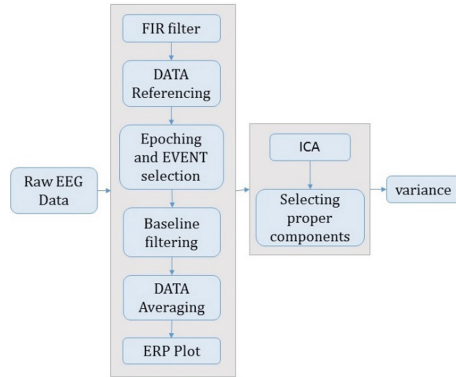 Raw EEG
Data
FIR filter
DATA
Referencing
Epoching
and EVENT
selection
Baseline
filtering
DATA
Averaging
ERP Plot
ICA
Selecting
proper
components
variance